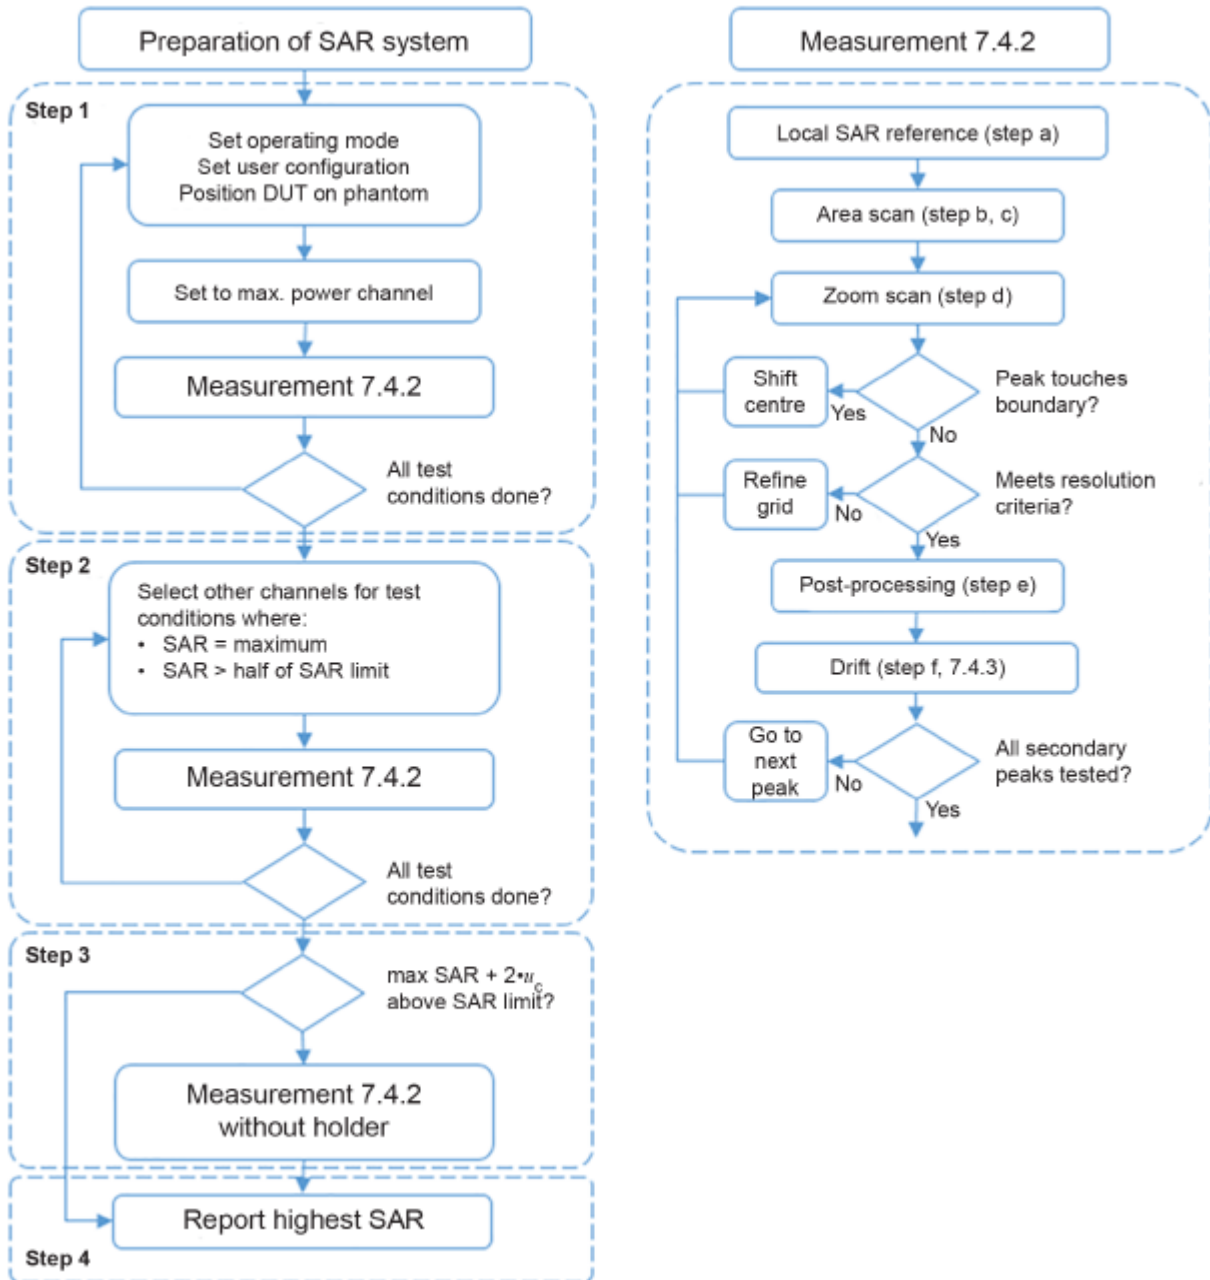 Preparation of SAR system
Step 1
Set operating mode
Set user configuration
Position DUT on phantom
Set to max. power channel
Measurement 7.4.2
All test
conditions done?
Step 2
Select other channels for test
conditions where:
• SAR = maximum
• SAR > half of SAR limit
Measurement 7.4.2
All test
conditions done?
Step 3
max SAR + 2•u_c
above SAR limit?
Measurement 7.4.2
without holder
Report highest SAR
Step 4
Measurement 7.4.2
Local SAR reference (step a)
Area scan (step b, c)
Zoom scan (step d)
Shift
centre
Yes
Peak touches
boundary?
No
Refine
grid
No
Meets resolution
criteria?
Yes
Post-processing (step e)
Drift (step f, 7.4.3)
Go to
next
peak
No
All secondary
peaks tested?
Yes